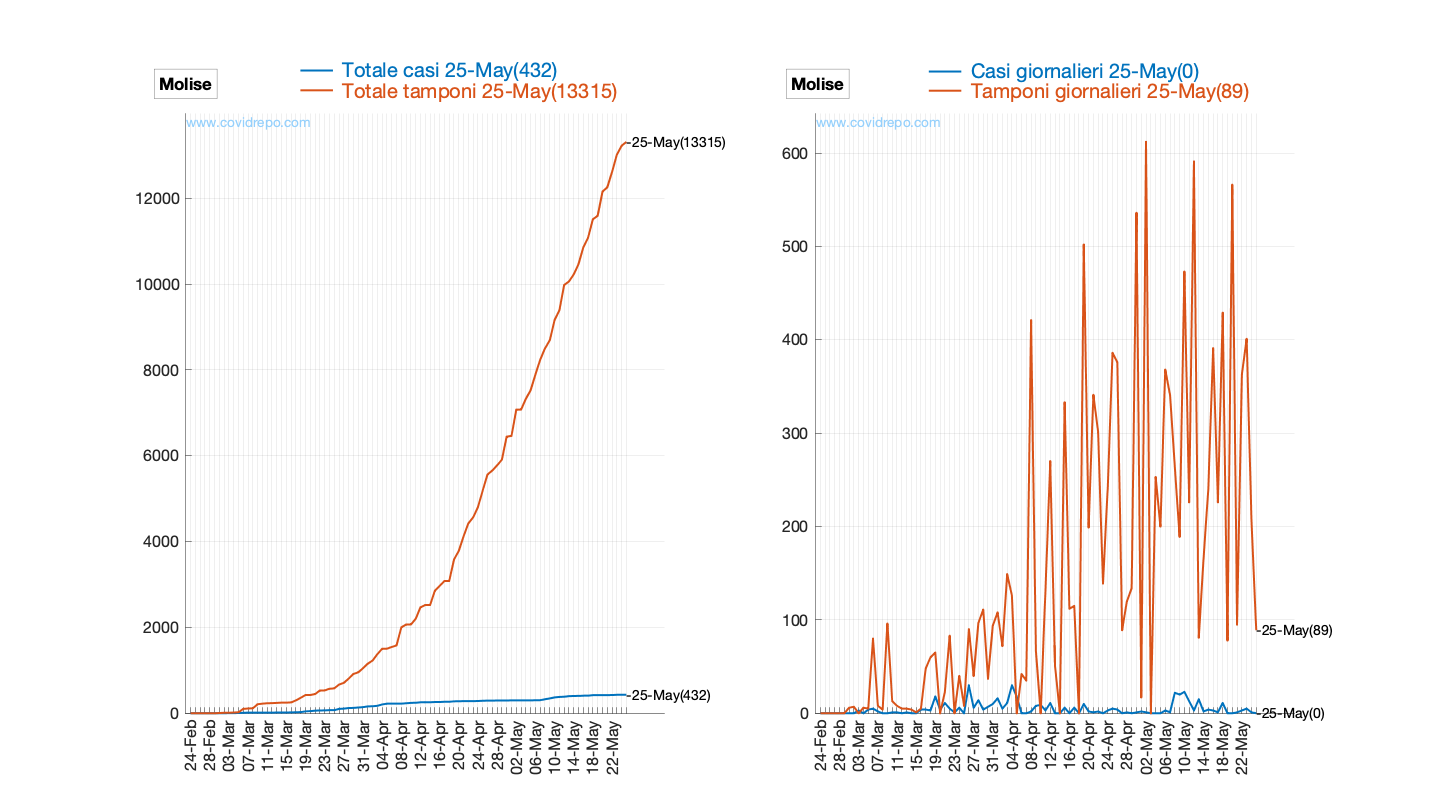 Molise
Totale casi 25-May(432)
Totale tamponi 25-May(13315)
www.covidrepo.com
25-May(13315)
12000
10000
8000
6000
4000
2000
0
25-May(432)
24-Feb
28-Feb
03-Mar
07-Mar
11-Mar
15-Mar
19-Mar
23-Mar
27-Mar
31-Mar
04-Apr
08-Apr
12-Apr
16-Apr
20-Apr
24-Apr
28-Apr
02-May
06-May
10-May
14-May
18-May
22-May
Molise
Casi giornalieri 25-May(0)
Tamponi giornalieri 25-May(89)
www.covidrepo.com
600
500
400
300
200
100
0
25-May(89)
25-May(0)
24-Feb
28-Feb
03-Mar
07-Mar
11-Mar
15-Mar
19-Mar
23-Mar
27-Mar
31-Mar
04-Apr
08-Apr
12-Apr
16-Apr
20-Apr
24-Apr
28-Apr
02-May
06-May
10-May
14-May
18-May
22-May